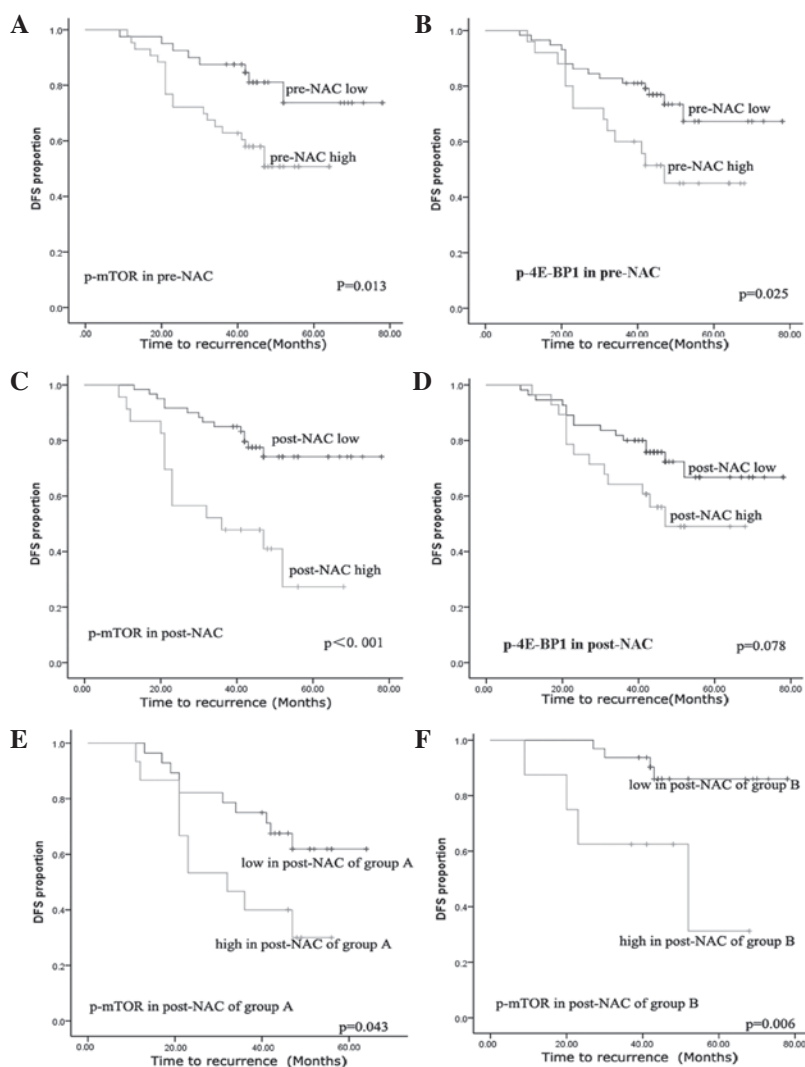 A
1.0
0.8
0.6
0.4
0.2
0.0
DFS proportion
pre-NAC low
pre-NAC high
p-mTOR in pre-NAC
P=0.013
.00 20.00 40.00 60.00 80.00
Time to recurrence(Months)
B
1.0
0.8
0.6
0.4
0.2
0.0
DFS proportion
pre-NAC low
pre-NAC high
p-4E-BP1 in pre-NAC
p=0.025
.00 20.00 40.00 60.00 80.00
Time to recurrence(Months)
C
1.0
0.8
0.6
0.4
0.2
0.0
DFS proportion
post-NAC low
post-NAC high
p-mTOR in post-NAC
p<0.001
0.00 20.00 40.00 60.00 80.00
Time to recurrence (Months)
D
1.0
0.8
0.6
0.4
0.2
0.0
DFS proportion
post-NAC low
post-NAC high
p-4E-BP1 in post-NAC
p=0.078
.00 20.00 40.00 60.00 80.00
Time to recurrence(Months)
E
1.0
0.8
0.6
0.4
0.2
0.0
DFS proportion
low in post-NAC of group A
high in post-NAC of group A
p-mTOR in post-NAC of group A
p=0.043
.00 20.00 40.00 60.00
Time to recurrence (Months)
F
1.0
0.8
0.6
0.4
0.2
0.0
DFS proportion
low in post-NAC of group B
high in post-NAC of group B
p-mTOR in post-NAC of group B
p=0.006
.00 20.00 40.00 60.00 80.00
Time to recurrence (Months)